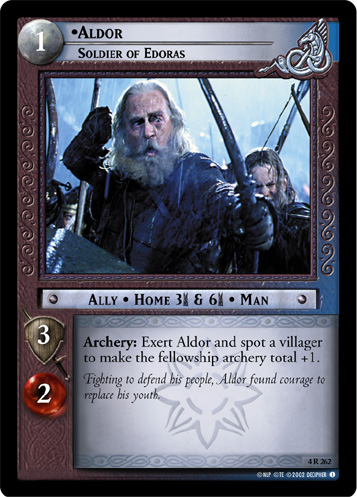 1
•Aldor
Soldier of Edoras
Ally • Home 3 & 6 • Man
3
2
Archery: Exert Aldor and spot a villager
to make the fellowship archery total +1.
Fighting to defend his people, Aldor found courage to
replace his youth.
4 R 262
©NLP ©TE ©2002 DECIPHER